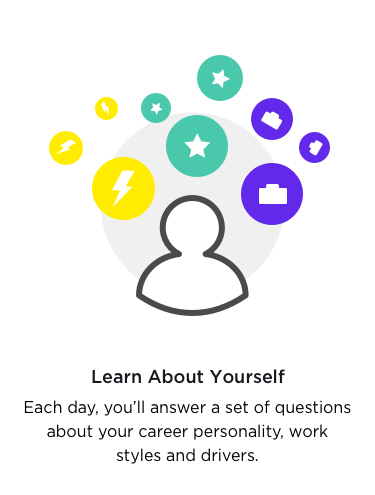 Learn About Yourself
Each day, you’ll answer a set of questions
about your career personality, work
styles and drivers.